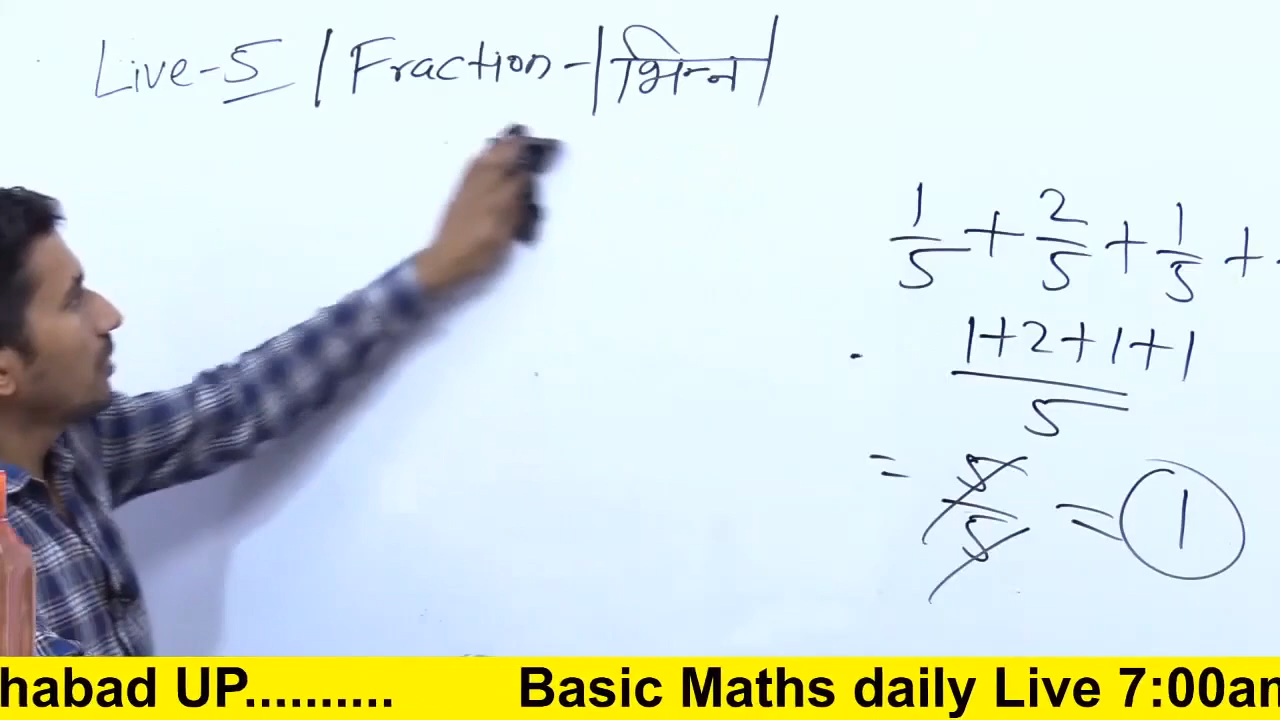 Live-5 | Fraction - | भिन्न |
1/5 + 2/5 + 1/5 +
1+2+1+1
5
= 5/5 = 1
habad UP.......... Basic Maths daily Live 7:00am